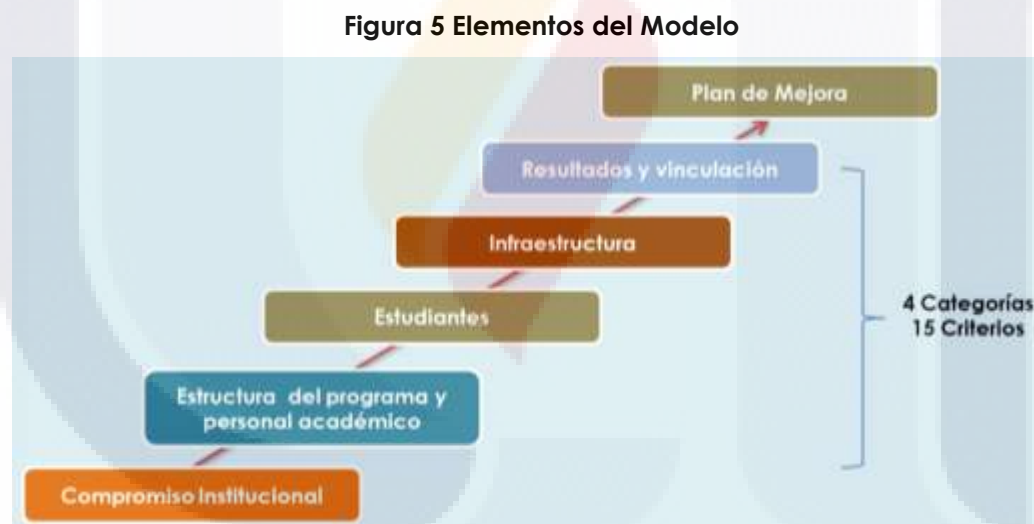 Figura 5 Elementos del Modelo
Plan de Mejora
Resultados y vinculación
Infraestructura
Estudiantes
4 Categorías
15 Criterios
Estructura del programa y
personal académico
Compromiso Institucional